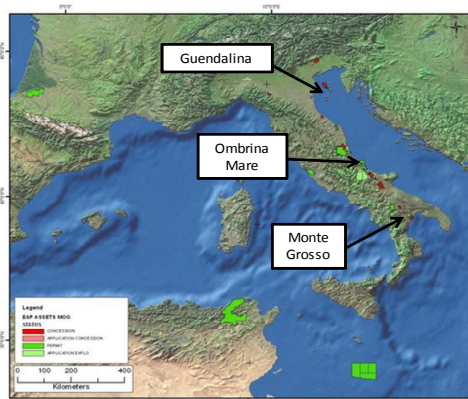 Guendalina
Ombrina
Mare
Monte
Grosso
Legend
E&P ASSETS MOG
STATUS
CONCESSION
APPLICATION CONCESSION
PERMIT
APPLICATION EXPLO
0 100 200 400
Kilometers